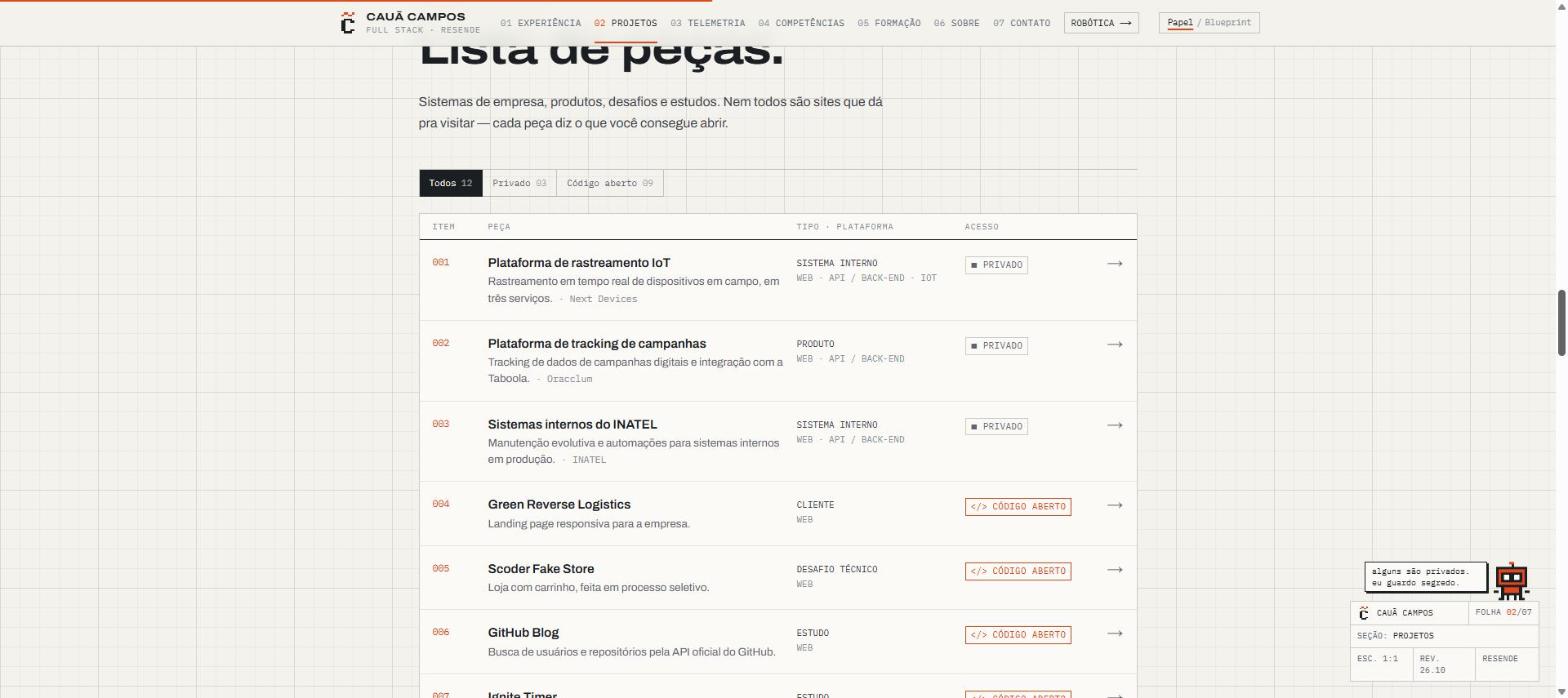 CAUÃ CAMPOS
FULL STACK · RESENDE
01 EXPERIÊNCIA 02 PROJETOS 03 TELEMETRIA 04 COMPETÊNCIAS 05 FORMAÇÃO 06 SOBRE 07 CONTATO ROBÓTICA → Papel / Blueprint
Lista de peças.
Sistemas de empresa, produtos, desafios e estudos. Nem todos são sites que dá
pra visitar — cada peça diz o que você consegue abrir.
Todos 12 Privado 03 Código aberto 09
ITEM PEÇA TIPO · PLATAFORMA ACESSO
001 Plataforma de rastreamento IoT SISTEMA INTERNO ■ PRIVADO →
Rastreamento em tempo real de dispositivos em campo, em WEB · API / BACK-END · IOT
três serviços. · Next Devices
002 Plataforma de tracking de campanhas PRODUTO ■ PRIVADO →
Tracking de dados de campanhas digitais e integração com a WEB · API / BACK-END
Taboola. · Oracclum
003 Sistemas internos do INATEL SISTEMA INTERNO ■ PRIVADO →
Manutenção evolutiva e automações para sistemas internos WEB · API / BACK-END
em produção. · INATEL
004 Green Reverse Logistics CLIENTE </> CÓDIGO ABERTO →
Landing page responsiva para a empresa. WEB
005 Scoder Fake Store DESAFIO TÉCNICO </> CÓDIGO ABERTO →
Loja com carrinho, feita em processo seletivo. WEB
006 GitHub Blog ESTUDO </> CÓDIGO ABERTO →
Busca de usuários e repositórios pela API oficial do GitHub. WEB
007 Ignite Timer ESTUDO </> CÓDIGO ABERTO
alguns são privados.
eu guardo segredo.
C̃ CAUÃ CAMPOS FOLHA 02/07
SEÇÃO: PROJETOS
ESC. 1:1 REV. RESENDE
26.10